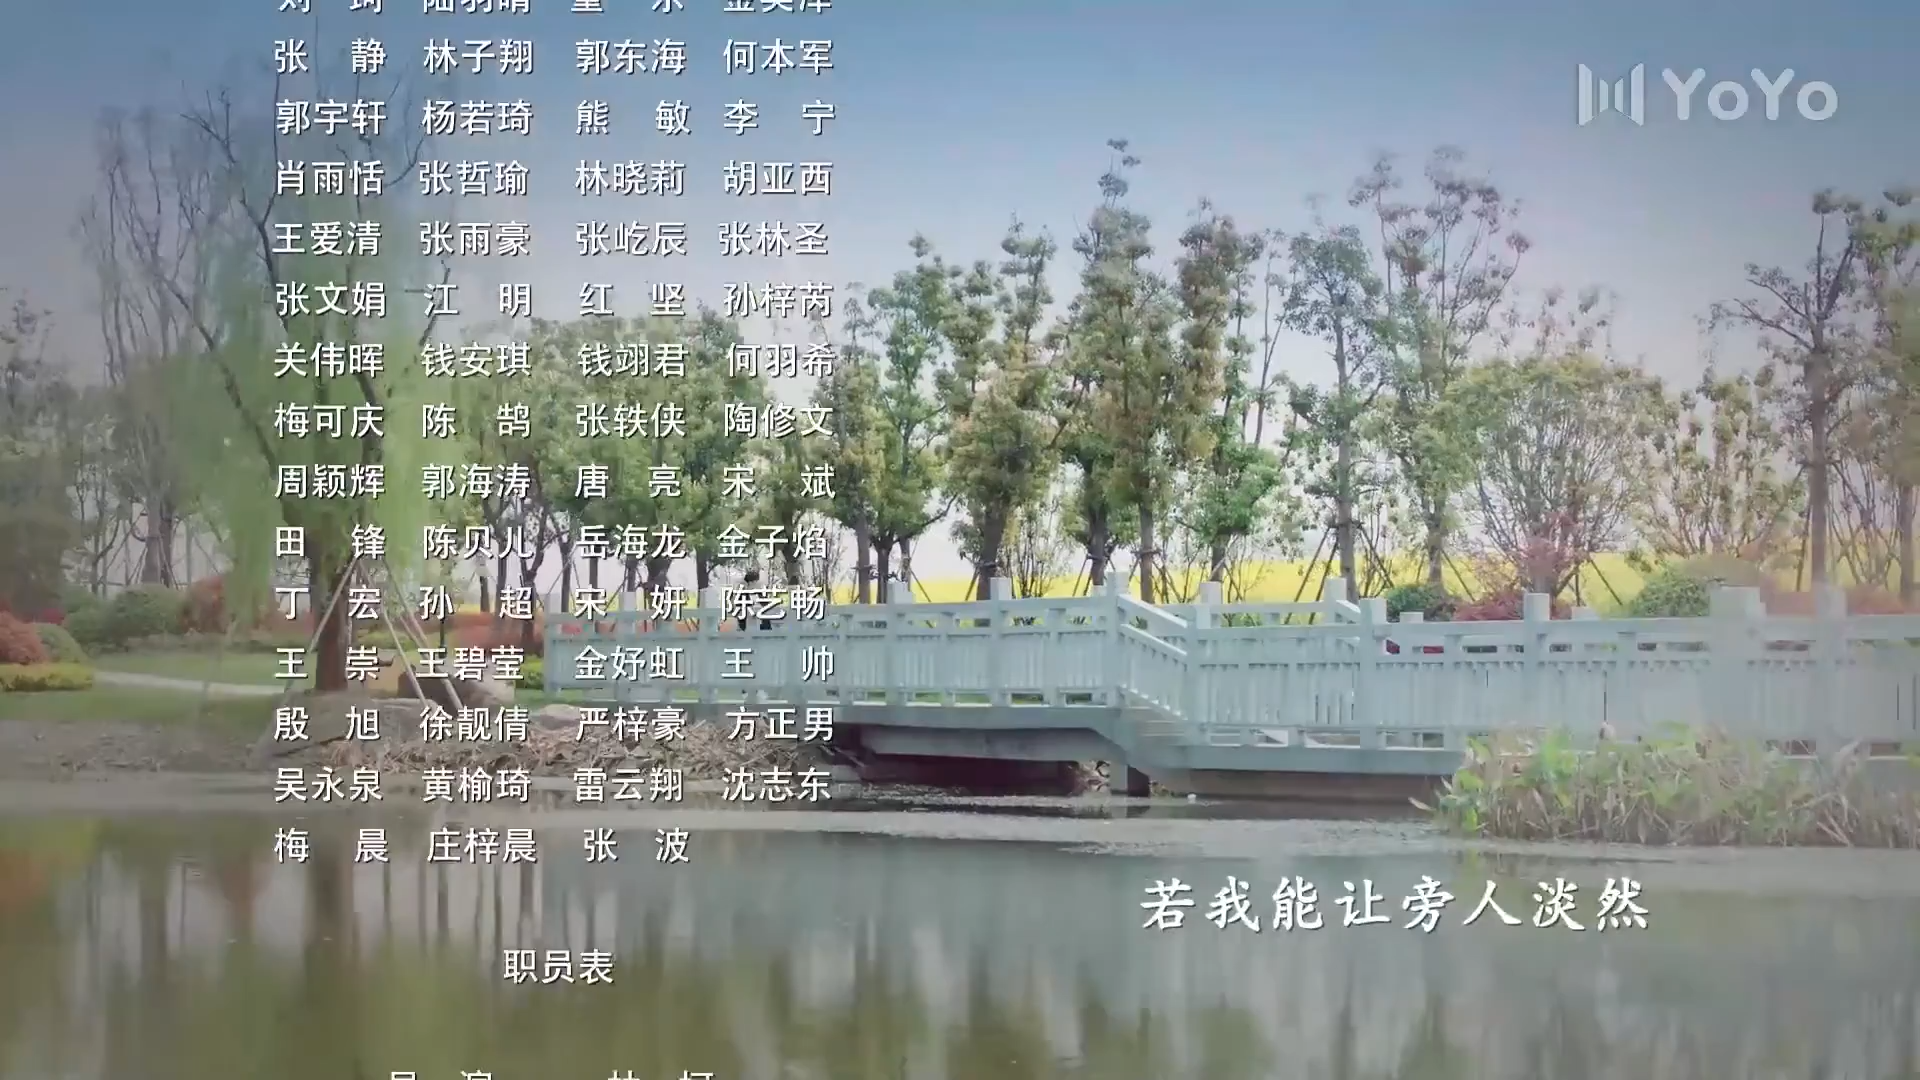 张 静 林子翔 郭东海 何本军
YoYo
郭宇轩 杨若琦 熊 敏 李 宁
肖雨恬 张哲瑜 林晓莉 胡亚西
王爱清 张雨豪 张屹辰 张林圣
张文娟 江 明 红 坚 孙梓芮
关伟晖 钱安琪 钱翊君 何羽希
梅可庆 陈 鹄 张轶侠 陶修文
周颖辉 郭海涛 唐 亮 宋 斌
田 锋 陈贝儿 岳海龙 金子焰
丁 宏 孙 超 宋 妍 陈艺畅
王 崇 王碧莹 金妤虹 王 帅
殷 旭 徐靓倩 严梓豪 方正男
吴永泉 黄榆琦 雷云翔 沈志东
梅 晨 庄梓晨 张 波
若我能让旁人淡然
职员表